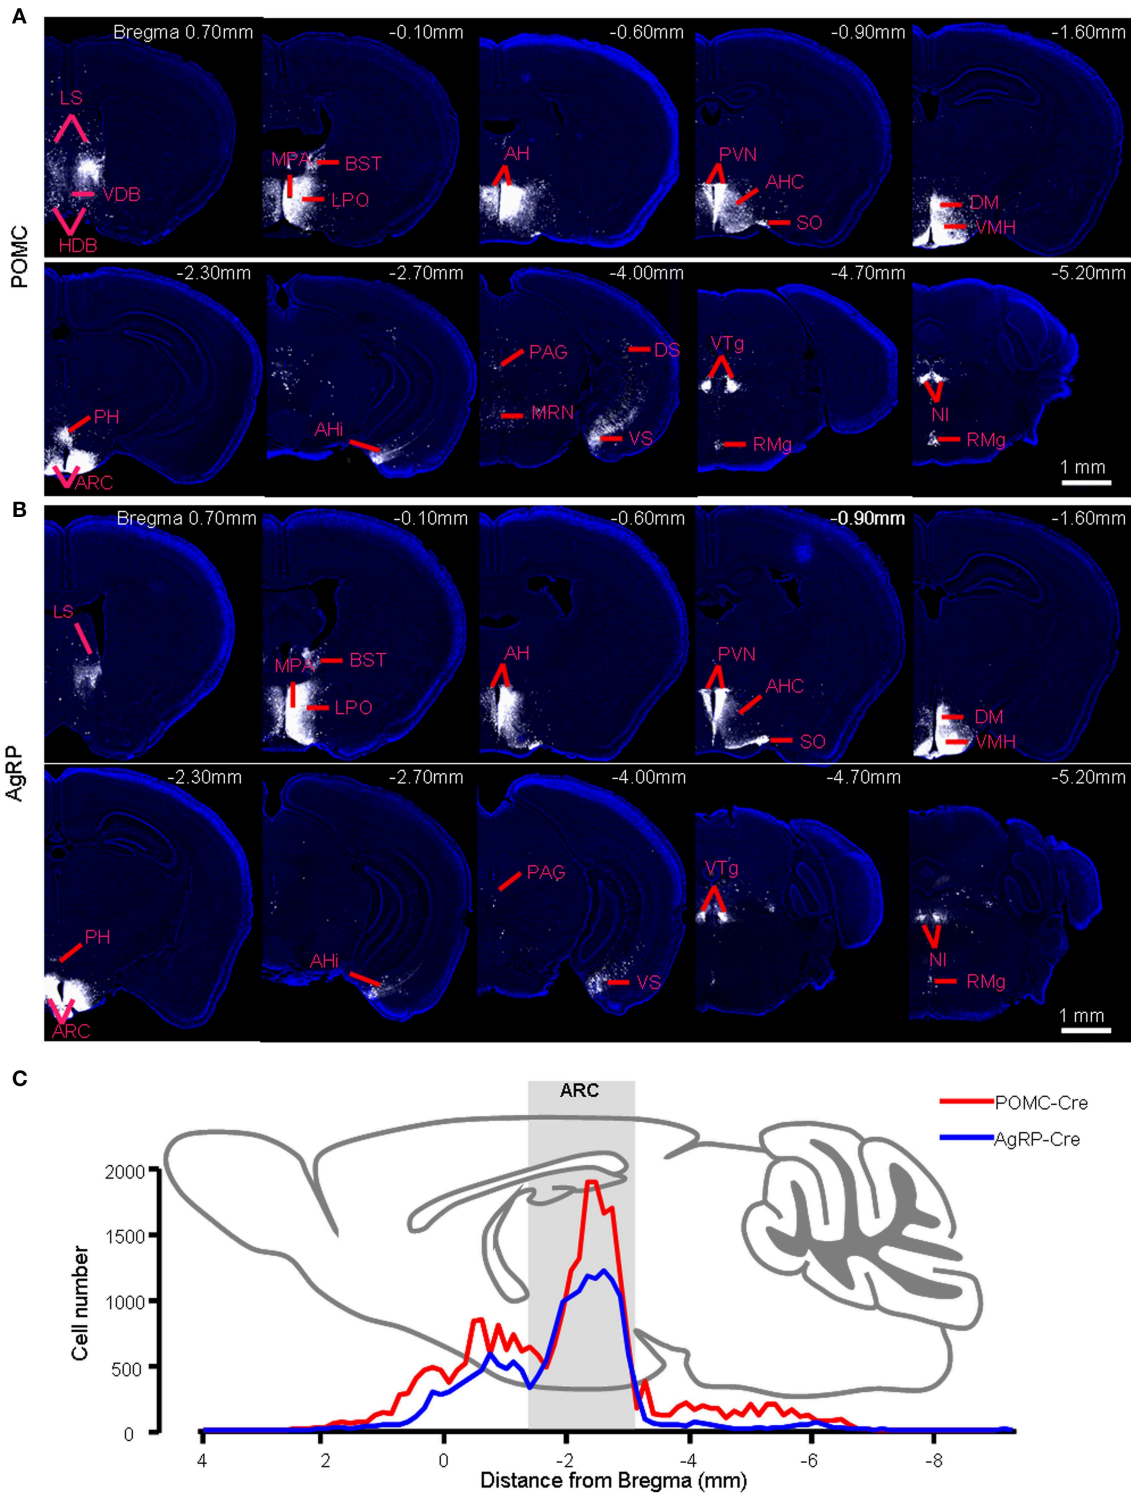 A
Bregma 0.70mm
-0.10mm
-0.60mm
-0.90mm
-1.60mm
LS
VDB
HDB
MPA
BST
LPO
AH
PVN
AHC
SO
DM
VMH
POMC
-2.30mm
-2.70mm
-4.00mm
-4.70mm
-5.20mm
PH
ARC
AHi
PAG
DS
MRN
VS
VTg
RMg
NI
RMg
1 mm
B
Bregma 0.70mm
-0.10mm
-0.60mm
-0.90mm
-1.60mm
LS
MPA
BST
LPO
AH
PVN
AHC
SO
DM
VMH
AgRP
-2.30mm
-2.70mm
-4.00mm
-4.70mm
-5.20mm
PH
ARC
AHi
PAG
VS
VTg
NI
RMg
1 mm
C
ARC
POMC-Cre
AgRP-Cre
Cell number
2000
1500
1000
500
0
4 2 0 -2 -4 -6 -8
Distance from Bregma (mm)